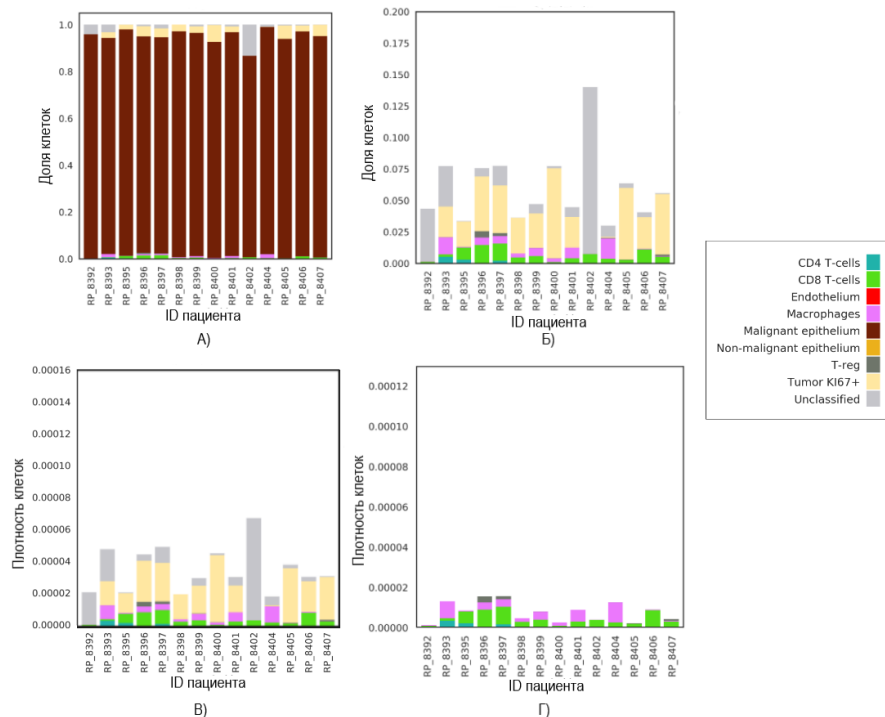 1.0
0.8
0.6
0.4
0.2
0.0
Доля клеток
RP_8392
RP_8393
RP_8395
RP_8396
RP_8397
RP_8398
RP_8399
RP_8400
RP_8401
RP_8402
RP_8404
RP_8405
RP_8406
RP_8407
ID пациента
А)
0.200
0.175
0.150
0.125
0.100
0.075
0.050
0.025
0.000
Доля клеток
RP_8392
RP_8393
RP_8395
RP_8396
RP_8397
RP_8398
RP_8399
RP_8400
RP_8401
RP_8402
RP_8404
RP_8405
RP_8406
RP_8407
ID пациента
Б)
CD4 T-cells
CD8 T-cells
Endothelium
Macrophages
Malignant epithelium
Non-malignant epithelium
T-reg
Tumor KI67+
Unclassified
0.00016
0.00014
0.00012
0.00010
0.00008
0.00006
0.00004
0.00002
0.00000
Плотность клеток
RP_8392
RP_8393
RP_8395
RP_8396
RP_8397
RP_8398
RP_8399
RP_8400
RP_8401
RP_8402
RP_8404
RP_8405
RP_8406
RP_8407
ID пациента
В)
0.00012
0.00010
0.00008
0.00006
0.00004
0.00002
0.00000
Плотность клеток
RP_8392
RP_8393
RP_8395
RP_8396
RP_8397
RP_8398
RP_8399
RP_8400
RP_8401
RP_8402
RP_8404
RP_8405
RP_8406
RP_8407
ID пациента
Г)